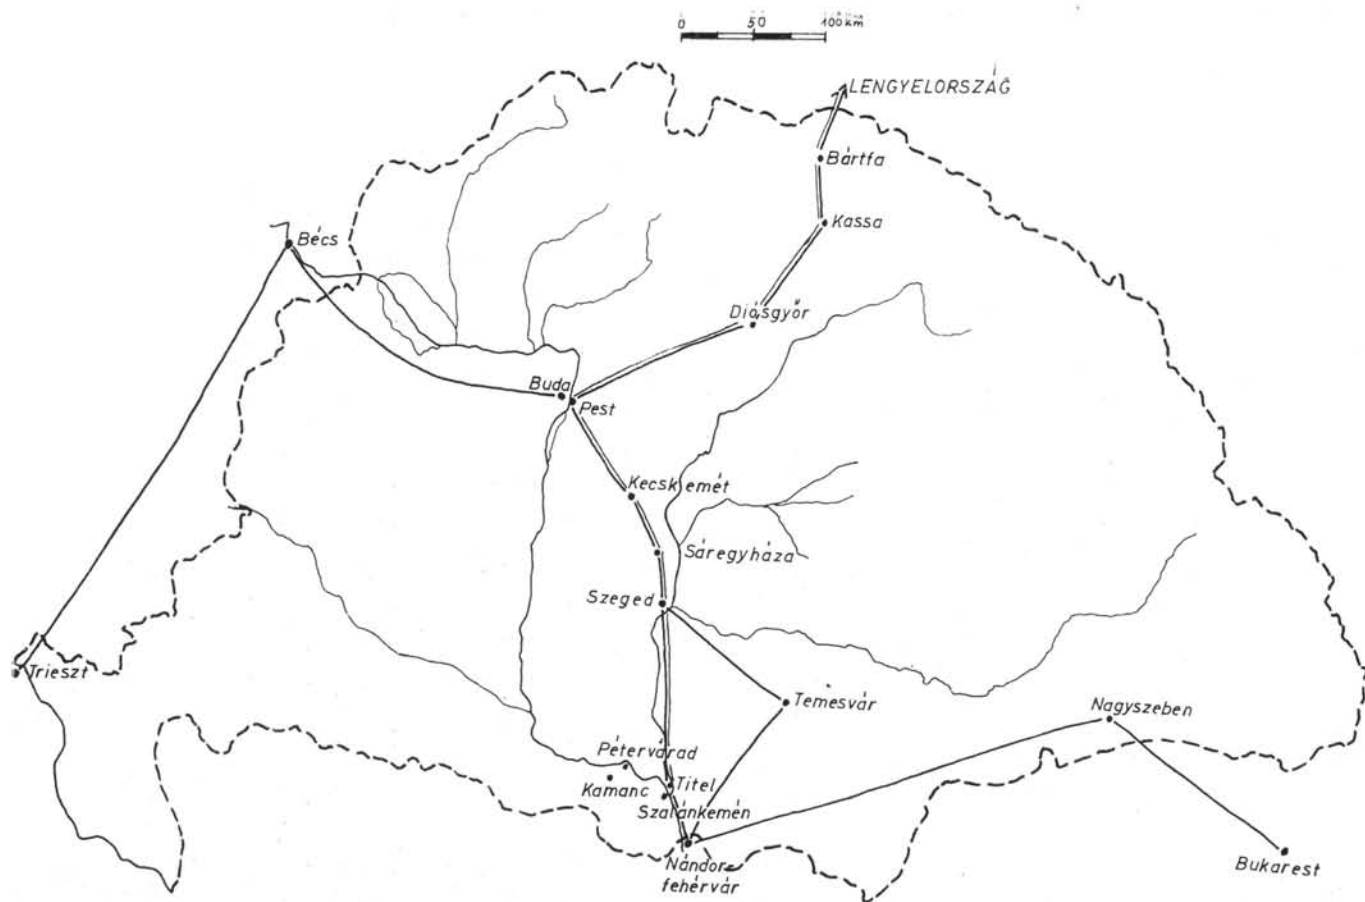 0 50 100 km
LENGYELORSZÁG
Bártfa
Kassa
Bécs
Diósgyőr
Buda
Pest
Kecskemét
Sáregyháza
Szeged
Trieszt
Temesvár
Nagyszeben
Pétervárad
Titel
Kamanc
Szalánkemén
Nándor-
fehérvár
Bukarest